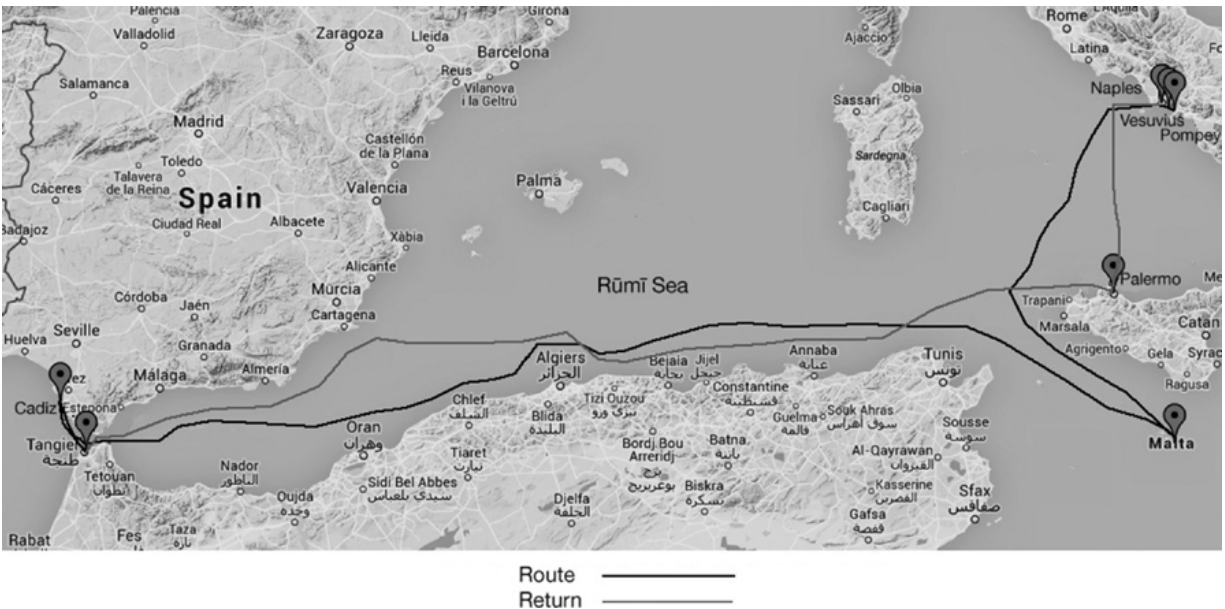 Palencia
Valladolid
Zaragoza
Lleida
Girona
Barcelona
Reus
Vilanova
i la Geltrú
Salamanca
Madrid
Castellón
de la Plana
Toledo
Talavera
de la Reina
Cáceres
Spain
Valencia
Palma
Ciudad Real
Albacete
Badajoz
Xàbia
Alicante
Murcia
Cartagena
Córdoba
Jaén
Seville
Huelva
Granada
Almería
Málaga
Cadiz
Estepona
Tangier
طنجة
Tetouan
تطوان
Nador
الناظور
Oujda
وجدة
Rabat
Fes
فاس
Taza
تازة
Rūmī Sea
Ajaccio
Olbia
Sassari
Sardegna
Cagliari
Rome
L'Aquila
Latina
Naples
Vesuvius
Pompey
Palermo
Trapani
Marsala
Agrigento
Gela
Ragusa
Catan
Syrac
Me
Malta
Oran
وهران
Sidi Bel Abbes
سيدي بلعباس
Chlef
الشلف
Tiaret
تيارت
Algiers
الجزائر
Blida
البليدة
Tizi Ouzou
تيزي وزو
Bejaia
بجاية
Jijel
جيجل
Constantine
قسنطينة
Annaba
عنابة
Guelma
قالمة
Souk Ahras
سوق أهراس
Bordj Bou
Arreridj
برج
بوعريريج
Batna
باتنة
Biskra
بسكرة
Djelfa
الجلفة
Tunis
تونس
Sousse
سوسة
Al-Qayrawan
القيروان
Kasserine
القصرين
Sfax
صفاقس
Gafsa
قفصة
Route
Return